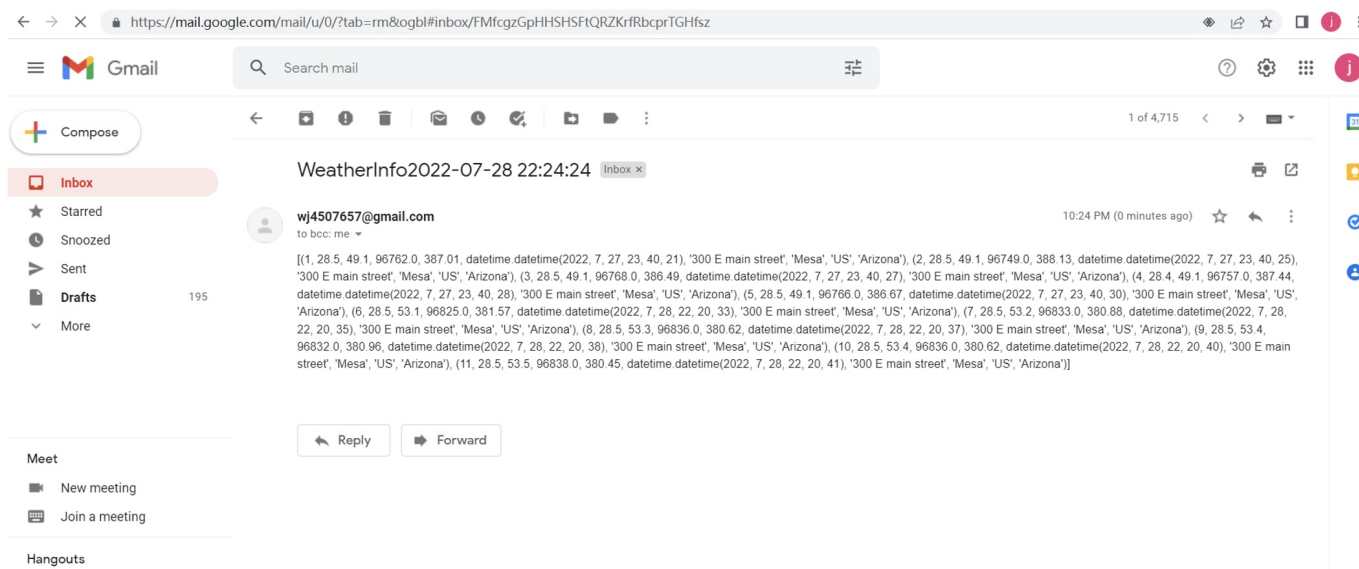 https://mail.google.com/mail/u/0/?tab=rm&ogbl#inbox/FMfcgzGpHHSHSFtQRZKrfRbcprTGHfsz
j
Gmail
Search mail
j
Compose
1 of 4,715
31
WeatherInfo2022-07-28 22:24:24 Inbox ×
Inbox
Starred
Snoozed
Sent
Drafts 195
More
wj4507657@gmail.com
10:24 PM (0 minutes ago)
to bcc: me
[(1, 28.5, 49.1, 96762.0, 387.01, datetime.datetime(2022, 7, 27, 23, 40, 21), '300 E main street', 'Mesa', 'US', 'Arizona'), (2, 28.5, 49.1, 96749.0, 388.13, datetime.datetime(2022, 7, 27, 23, 40, 25),
'300 E main street', 'Mesa', 'US', 'Arizona'), (3, 28.5, 49.1, 96768.0, 386.49, datetime.datetime(2022, 7, 27, 23, 40, 27), '300 E main street', 'Mesa', 'US', 'Arizona'), (4, 28.4, 49.1, 96757.0, 387.44,
datetime.datetime(2022, 7, 27, 23, 40, 28), '300 E main street', 'Mesa', 'US', 'Arizona'), (5, 28.5, 49.1, 96766.0, 386.67, datetime.datetime(2022, 7, 27, 23, 40, 30), '300 E main street', 'Mesa', 'US',
'Arizona'), (6, 28.5, 53.1, 96825.0, 381.57, datetime.datetime(2022, 7, 28, 22, 20, 33), '300 E main street', 'Mesa', 'US', 'Arizona'), (7, 28.5, 53.2, 96833.0, 380.88, datetime.datetime(2022, 7, 28,
22, 20, 35), '300 E main street', 'Mesa', 'US', 'Arizona'), (8, 28.5, 53.3, 96836.0, 380.62, datetime.datetime(2022, 7, 28, 22, 20, 37), '300 E main street', 'Mesa', 'US', 'Arizona'), (9, 28.5, 53.4,
96832.0, 380.96, datetime.datetime(2022, 7, 28, 22, 20, 38), '300 E main street', 'Mesa', 'US', 'Arizona'), (10, 28.5, 53.4, 96836.0, 380.62, datetime.datetime(2022, 7, 28, 22, 20, 40), '300 E main
street', 'Mesa', 'US', 'Arizona'), (11, 28.5, 53.5, 96838.0, 380.45, datetime.datetime(2022, 7, 28, 22, 20, 41), '300 E main street', 'Mesa', 'US', 'Arizona')]
Reply
Forward
Meet
New meeting
Join a meeting
Hangouts